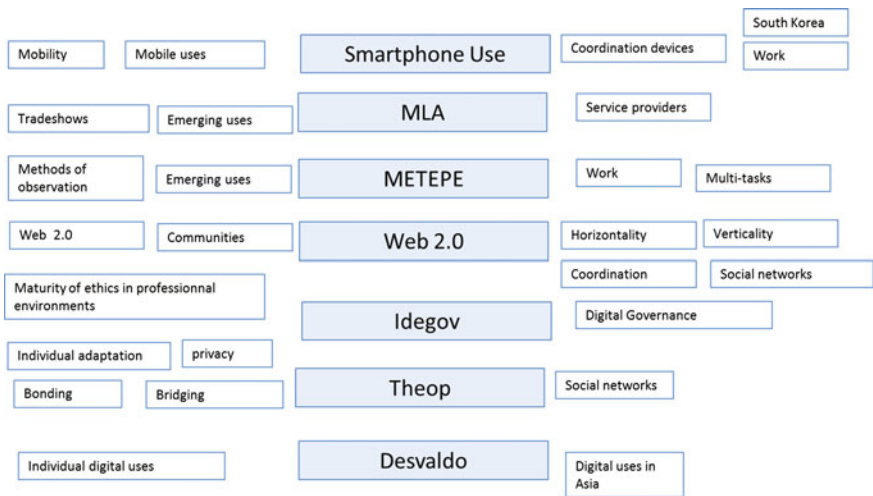 South Korea
Mobility
Mobile uses
Smartphone Use
Coordination devices
Work
Tradeshows
Emerging uses
MLA
Service providers
Methods of
observation
Emerging uses
METEPE
Work
Multi-tasks
Web 2.0
Communities
Web 2.0
Horizontality
Verticality
Coordination
Social networks
Maturity of ethics in professionnal
environments
Idegov
Digital Governance
Individual adaptation
privacy
Bonding
Bridging
Theop
Social networks
Individual digital uses
Desvaldo
Digital uses in
Asia